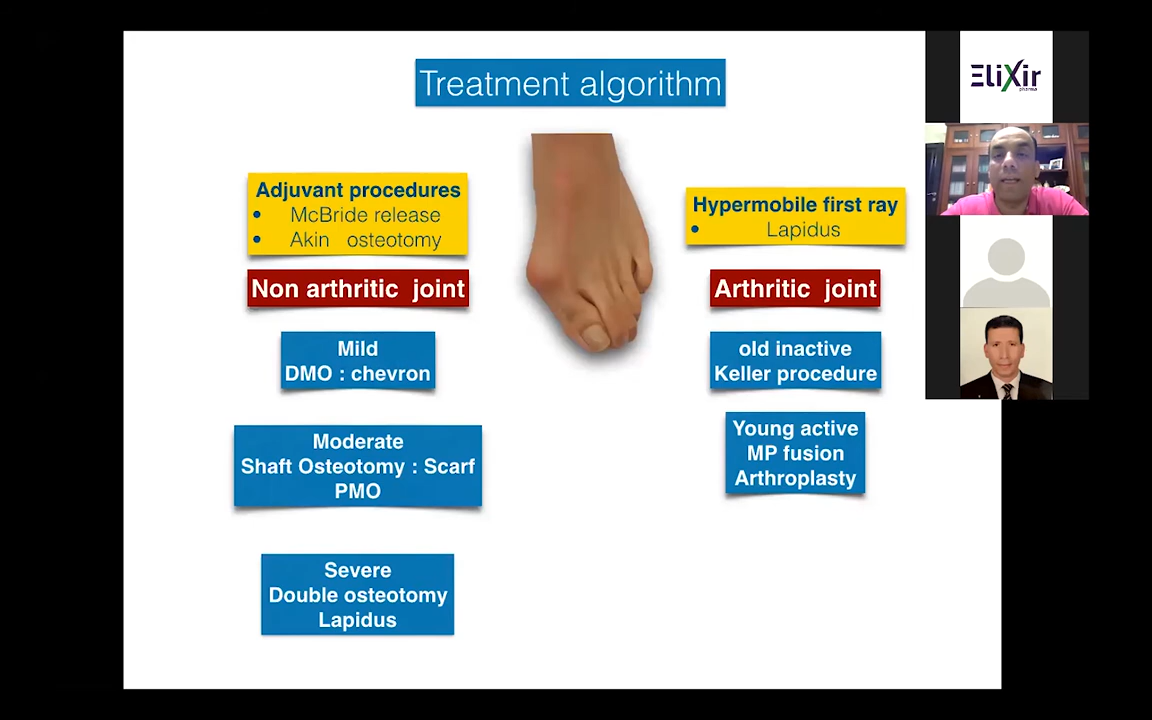 Treatment algorithm
Adjuvant procedures
• McBride release
• Akin osteotomy
Non arthritic joint
Mild
DMO : chevron
Moderate
Shaft Osteotomy : Scarf
PMO
Severe
Double osteotomy
Lapidus
Hypermobile first ray
• Lapidus
Arthritic joint
old inactive
Keller procedure
Young active
MP fusion
Arthroplasty
EliXir
pharma